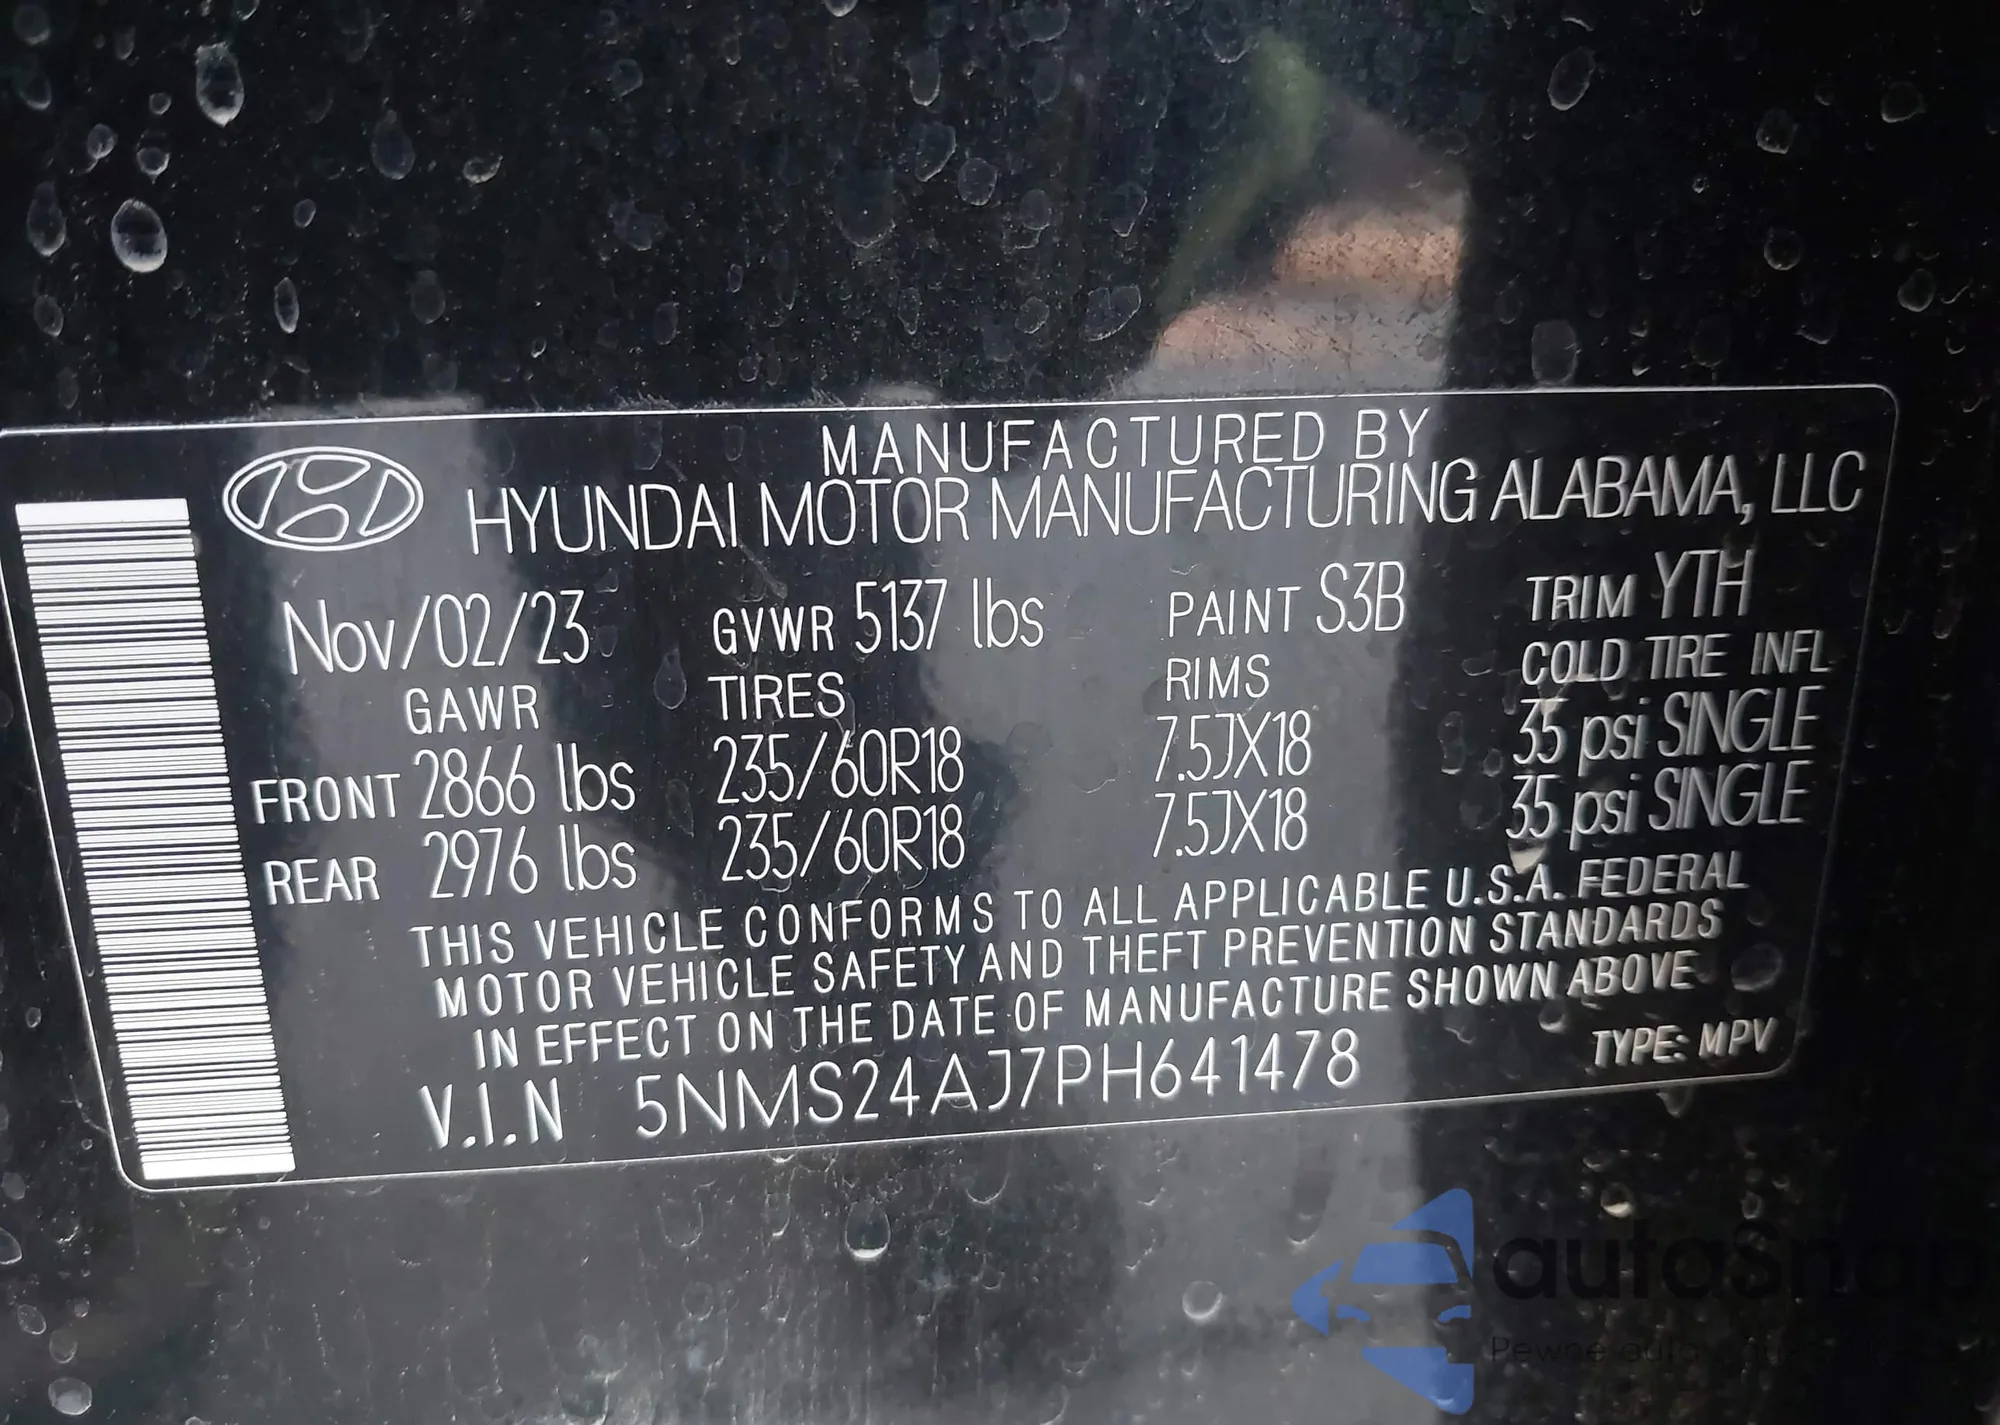 MANUFACTURED BY
HYUNDAI MOTOR MANUFACTURING ALABAMA, LLC
Nov/02/23 GVWR 5137 lbs PAINT S3B TRIM YTH
GAWR TIRES RIMS COLD TIRE INFL
FRONT 2866 lbs 235/60R18 7.5JX18 35 psi SINGLE
REAR 2976 lbs 235/60R18 7.5JX18 35 psi SINGLE
THIS VEHICLE CONFORMS TO ALL APPLICABLE U.S.A. FEDERAL
MOTOR VEHICLE SAFETY AND THEFT PREVENTION STANDARDS
IN EFFECT ON THE DATE OF MANUFACTURE SHOWN ABOVE
V.I.N 5NMS24AJ7PH641478 TYPE: MPV
autaSnap
Pewne auta